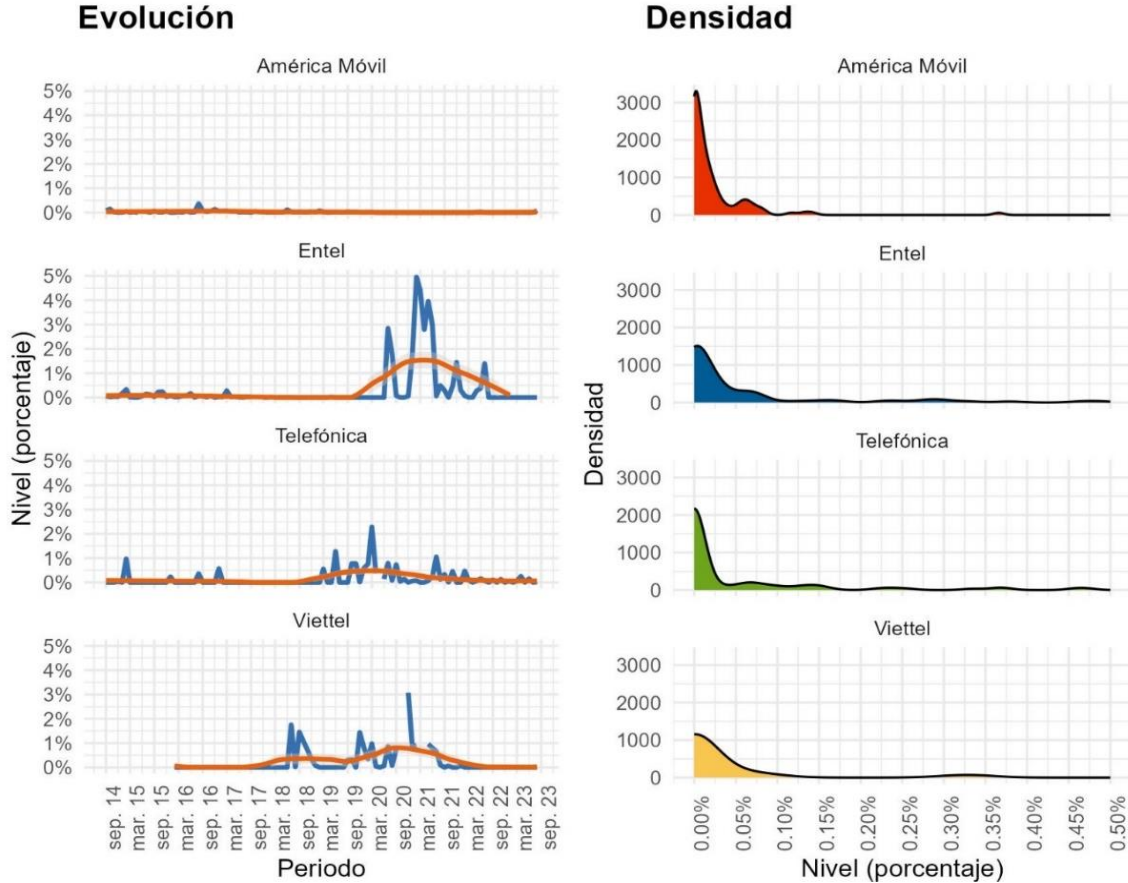 Evolución
América Móvil
5%
4%
3%
2%
1%
0%
Entel
5%
4%
3%
2%
1%
0%
Telefónica
5%
4%
3%
2%
1%
0%
Viettel
5%
4%
3%
2%
1%
0%
Nivel (porcentaje)
sep. 14
mar. 15
sep. 15
mar. 16
sep. 16
mar. 17
sep. 17
mar. 18
sep. 18
mar. 19
sep. 19
mar. 20
sep. 20
mar. 21
sep. 21
mar. 22
sep. 22
mar. 23
sep. 23
Periodo
Densidad
América Móvil
3000
2000
1000
0
Entel
3000
2000
1000
0
Telefónica
3000
2000
1000
0
Viettel
3000
2000
1000
0
Densidad
0.00%
0.05%
0.10%
0.15%
0.20%
0.25%
0.30%
0.35%
0.40%
0.45%
0.50%
Nivel (porcentaje)